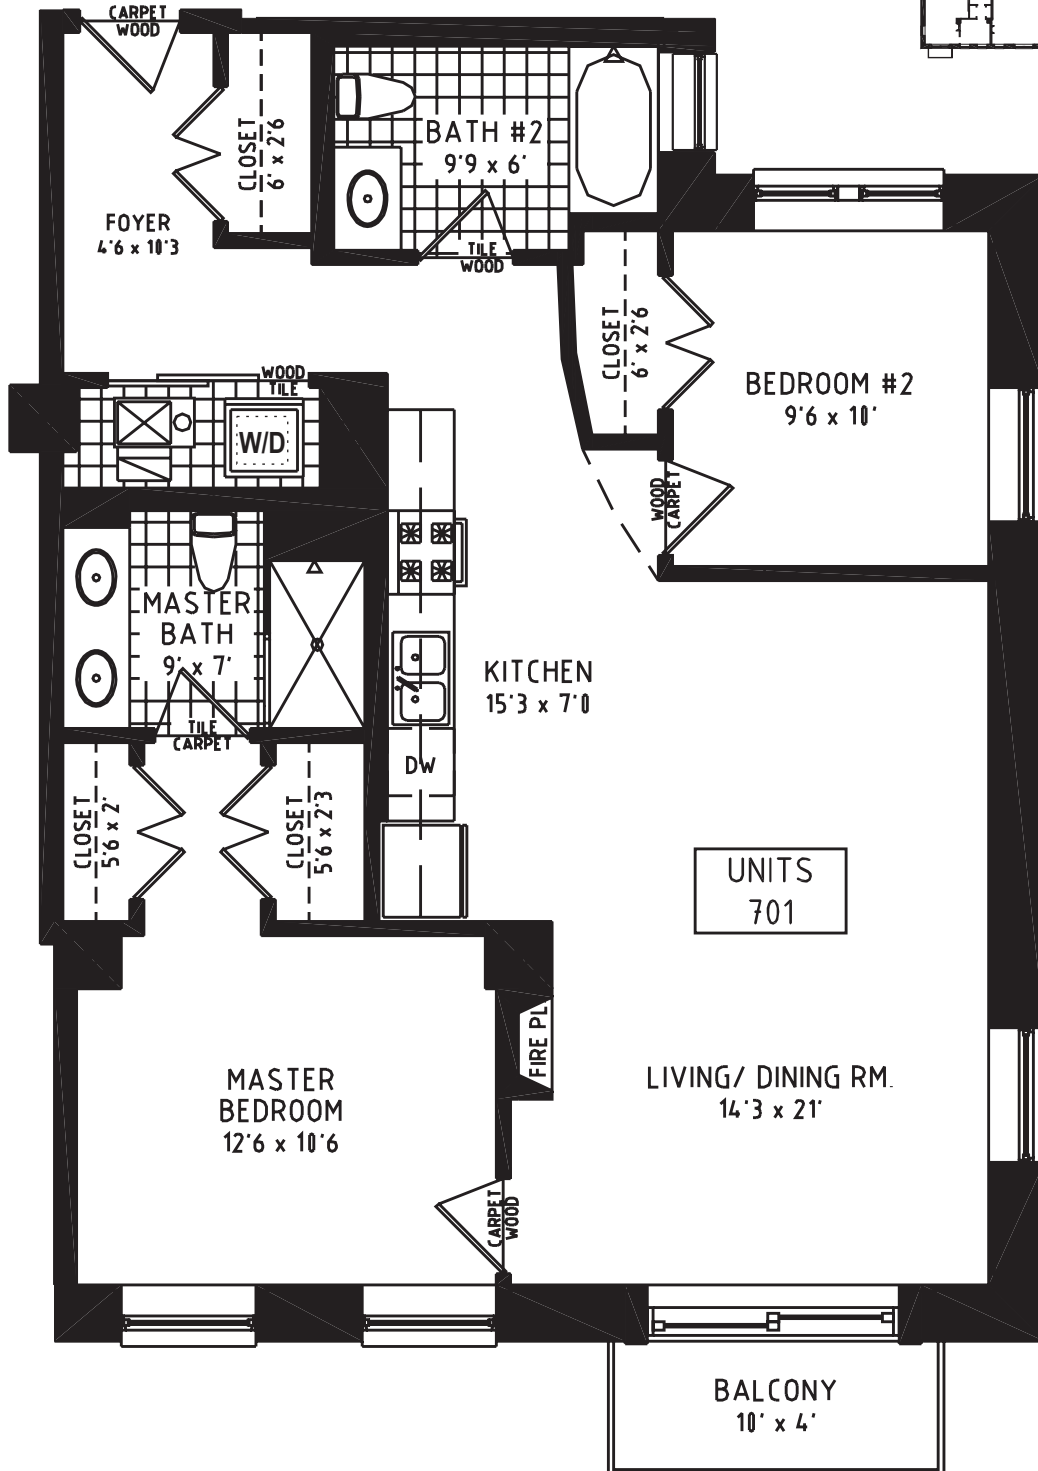 CARPET
WOOD
CLOSET
6' x 2'6
BATH #2
9'9 x 6'
FOYER
4'6 x 10'3
TILE
WOOD
CLOSET
6' x 2'6
BEDROOM #2
9'6 x 10'
WOOD
TILE
W/D
WOOD
CARPET
MASTER
BATH
9' x 7'
KITCHEN
15'3 x 7'0
TILE
CARPET
DW
CLOSET
5'6 x 2'
CLOSET
5'6 x 2'3
UNITS
701
FIRE PL
MASTER
BEDROOM
12'6 x 10'6
LIVING/ DINING RM.
14'3 x 21'
CARPET
WOOD
BALCONY
10' x 4'